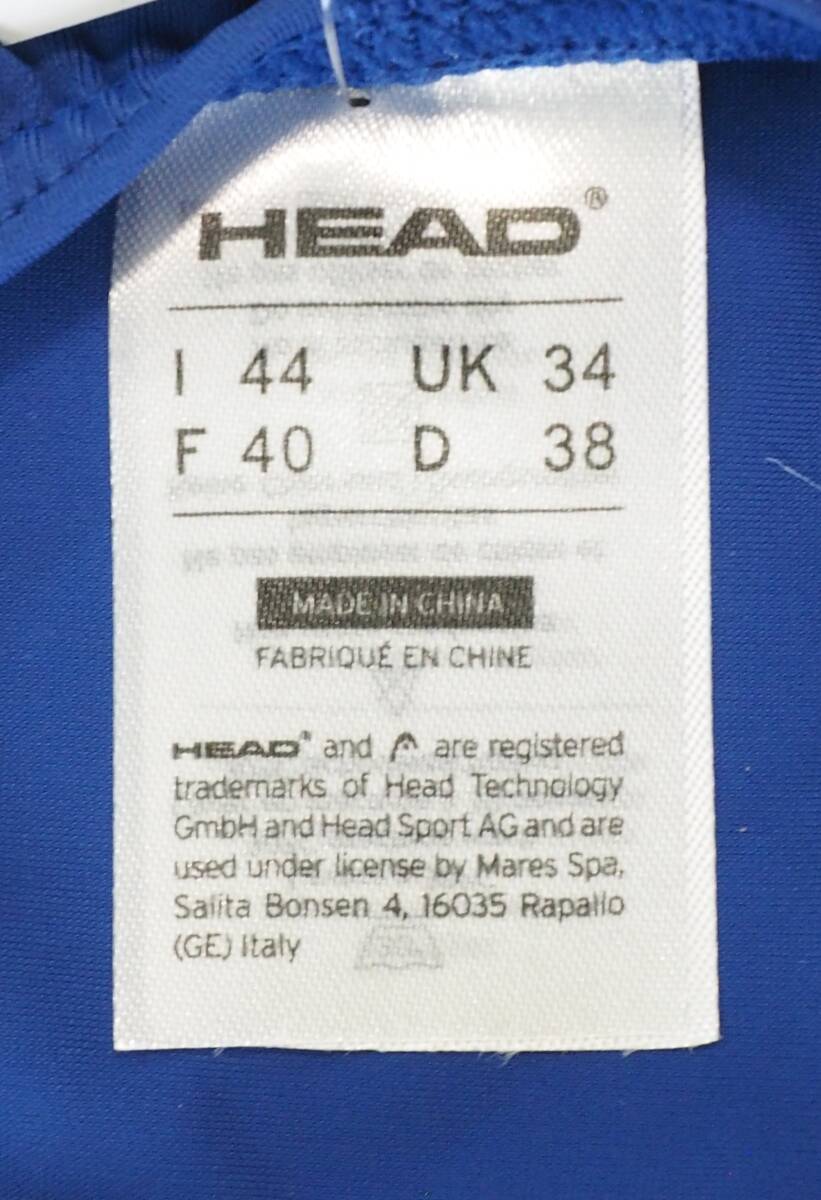 HEAD®
I 44 UK 34
F 40 D 38
MADE IN CHINA
FABRIQUÉ EN CHINE
HEAD® and are registered
trademarks of Head Technology
GmbH and Head Sport AG and are
used under license by Mares Spa,
Salita Bonsen 4, 16035 Rapallo
(GE) Italy